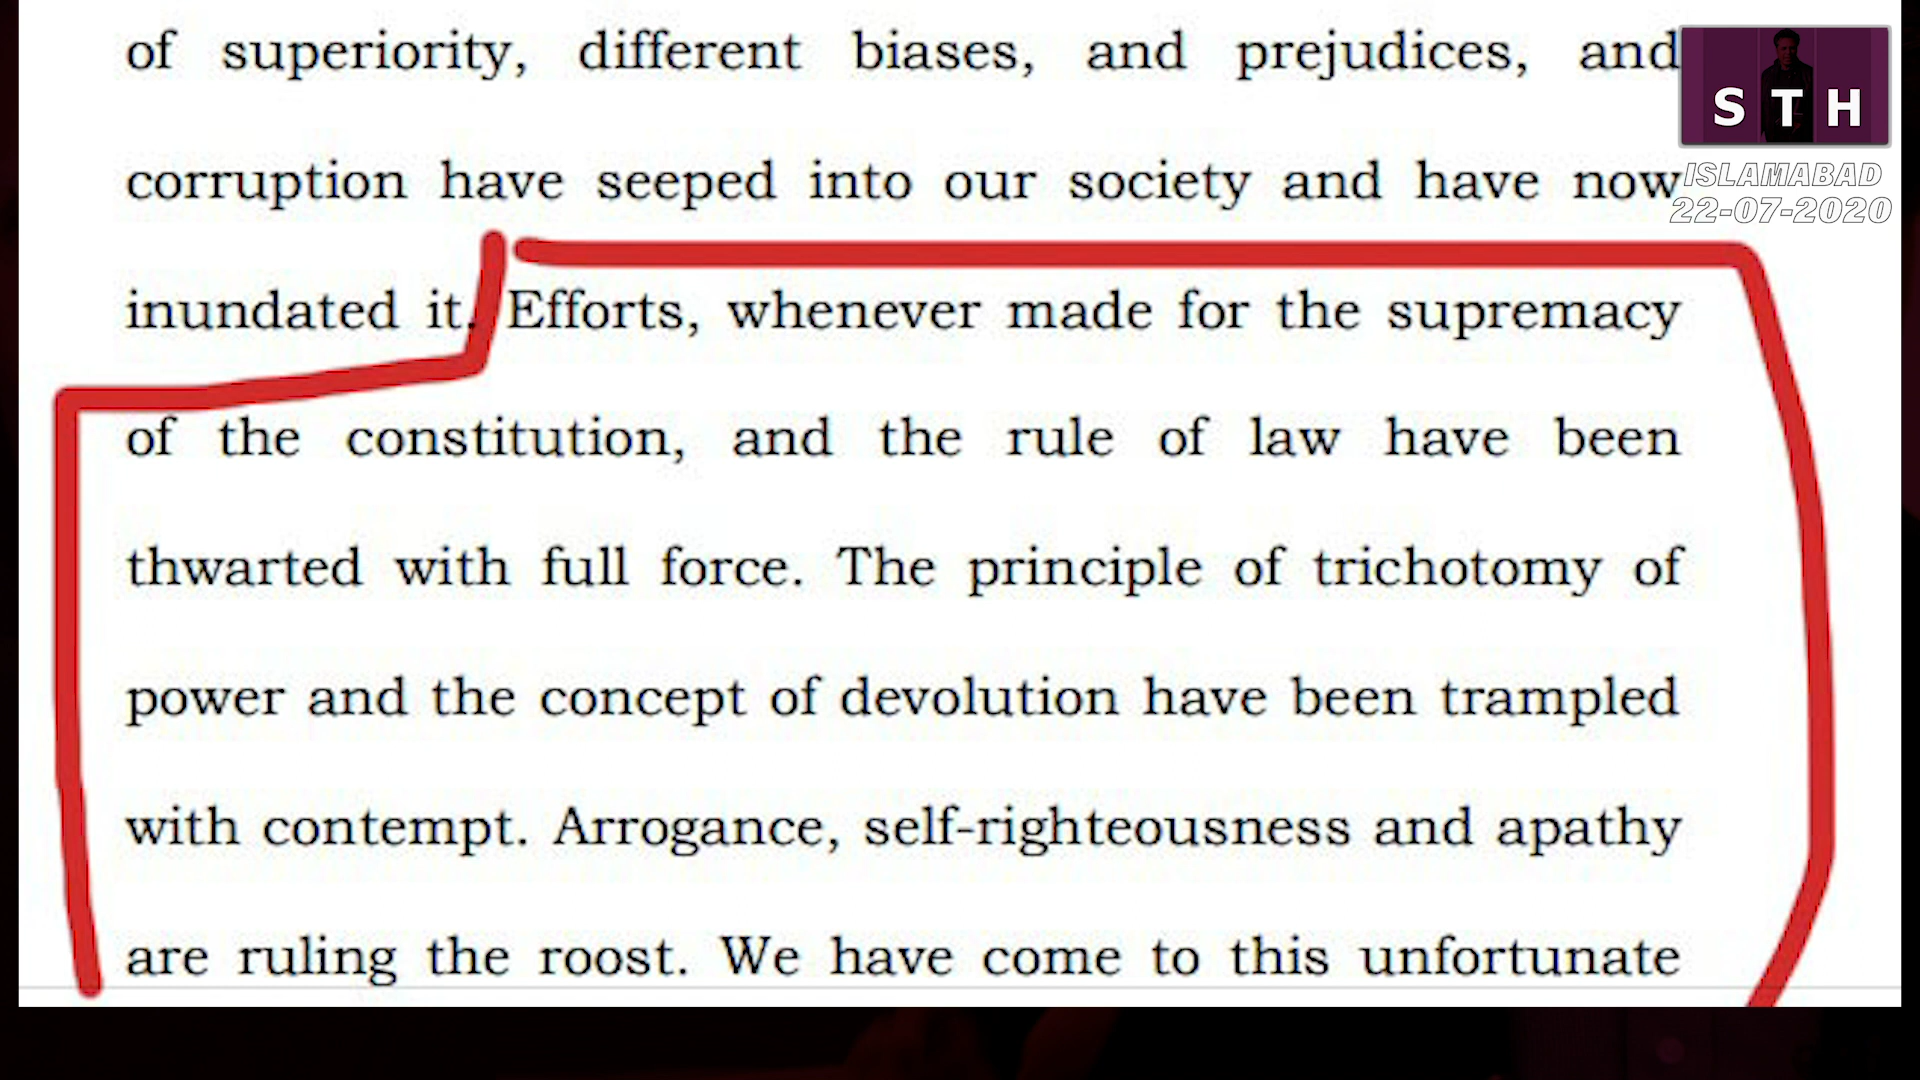 of superiority, different biases, and prejudices, and
corruption have seeped into our society and have now
inundated it. Efforts, whenever made for the supremacy
of the constitution, and the rule of law have been
thwarted with full force. The principle of trichotomy of
power and the concept of devolution have been trampled
with contempt. Arrogance, self-righteousness and apathy
are ruling the roost. We have come to this unfortunate
S T H
ISLAMABAD
22-07-2020